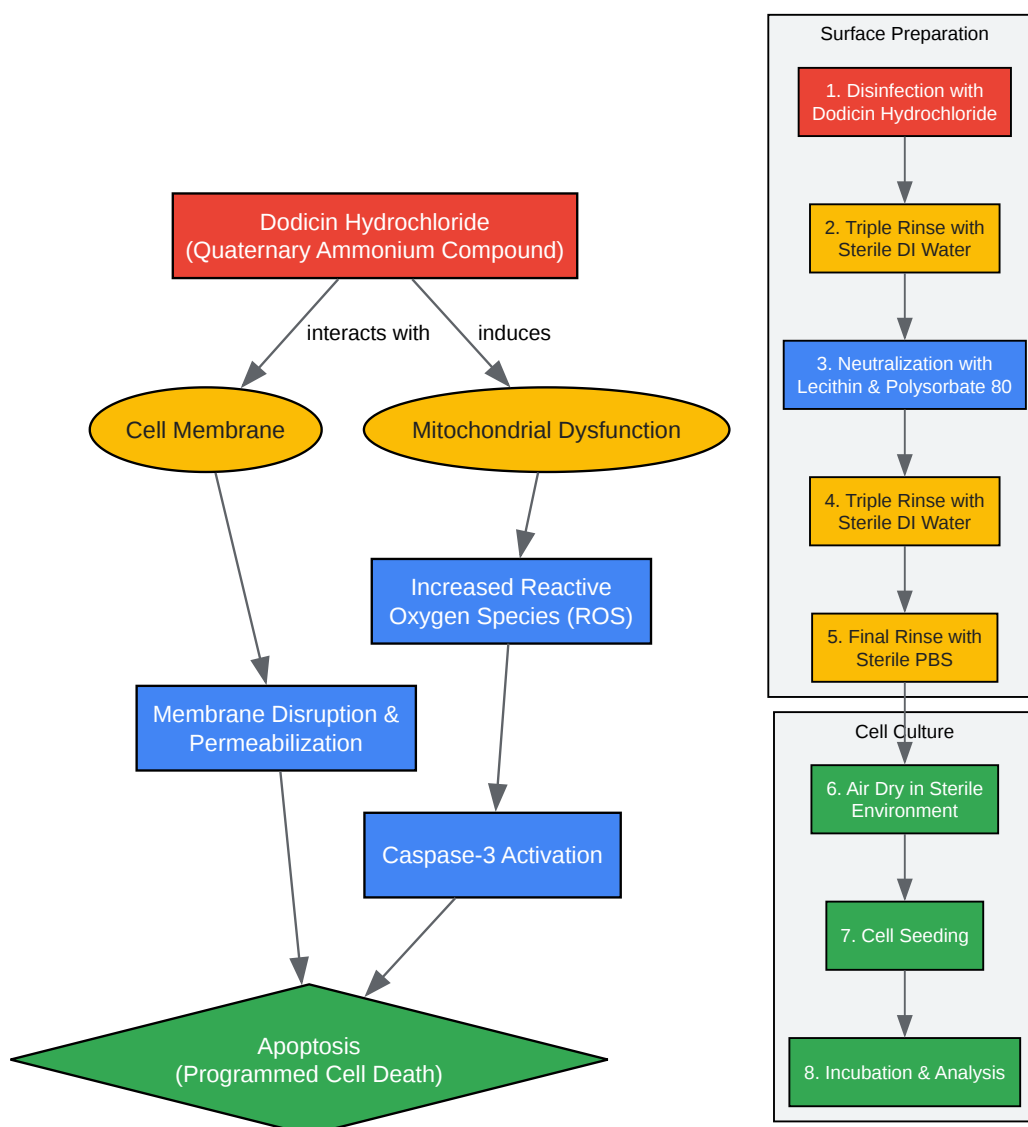 Dodicin Hydrochloride
(Quaternary Ammonium Compound)
interacts with
induces
Cell Membrane
Mitochondrial Dysfunction
Increased Reactive
Oxygen Species (ROS)
Membrane Disruption &
Permeabilization
Caspase-3 Activation
Apoptosis
(Programmed Cell Death)
Surface Preparation
1. Disinfection with
Dodicin Hydrochloride
2. Triple Rinse with
Sterile DI Water
3. Neutralization with
Lecithin & Polysorbate 80
4. Triple Rinse with
Sterile DI Water
5. Final Rinse with
Sterile PBS
Cell Culture
6. Air Dry in Sterile
Environment
7. Cell Seeding
8. Incubation & Analysis